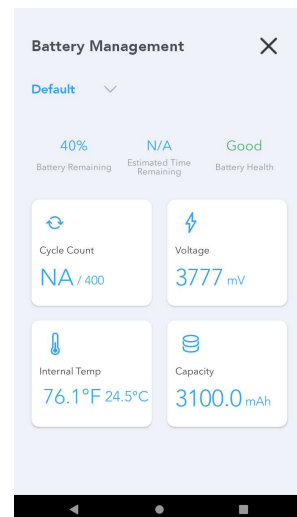 Battery Management
Default
40%
N/A
Good
Battery Remaining
Estimated Time
Remaining
Battery Health
Cycle Count
NA / 400
Voltage
3777 mV
Internal Temp
76.1°F 24.5°C
Capacity
3100.0 mAh